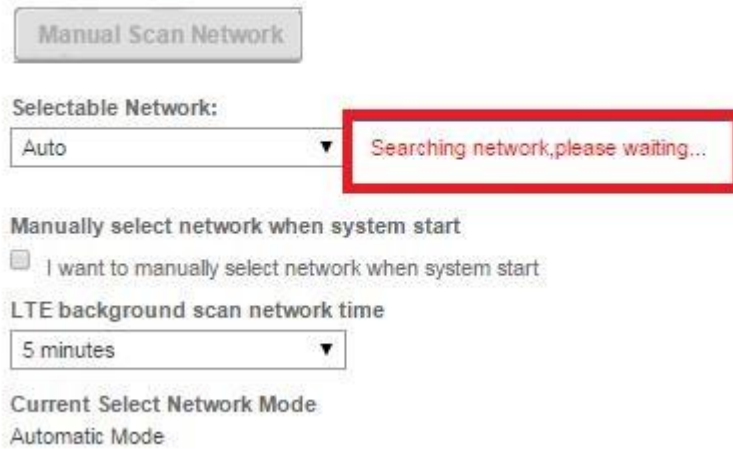 Manual Scan Network
Selectable Network:
Auto
Searching network,please waiting...
Manually select network when system start
I want to manually select network when system start
LTE background scan network time
5 minutes
Current Select Network Mode
Automatic Mode